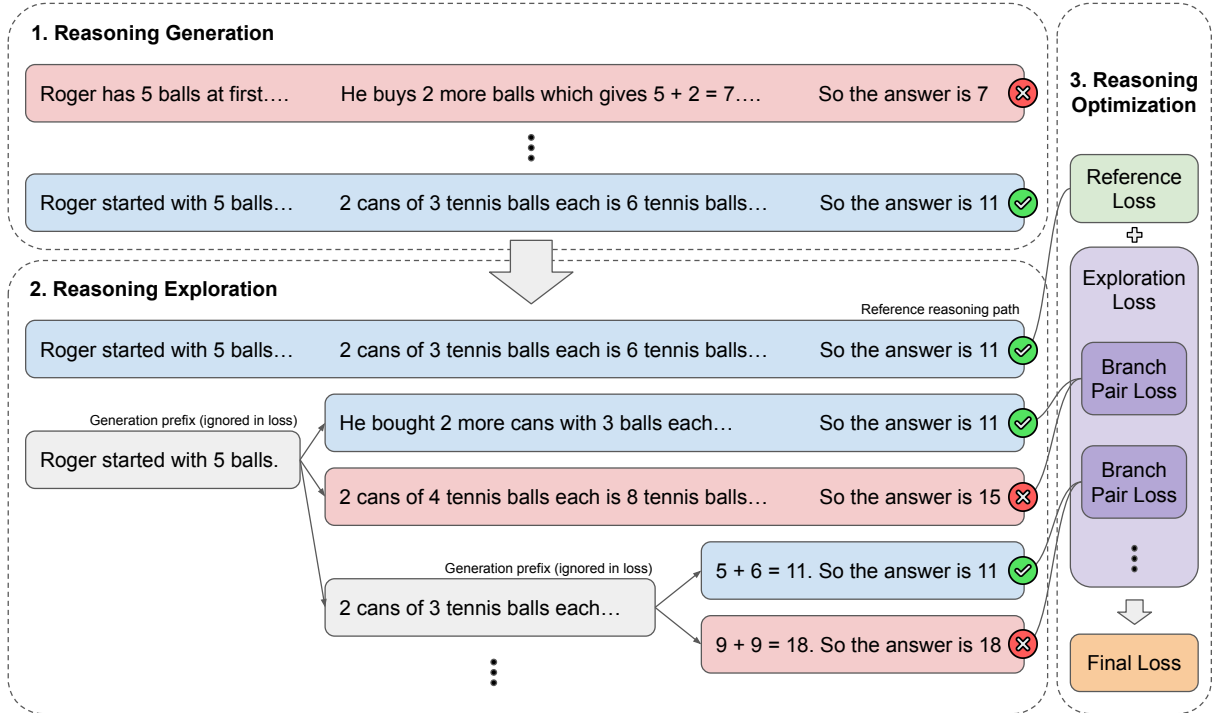 1. Reasoning Generation
Roger has 5 balls at first…. He buys 2 more balls which gives 5 + 2 = 7…. So the answer is 7
Roger started with 5 balls… 2 cans of 3 tennis balls each is 6 tennis balls… So the answer is 11
2. Reasoning Exploration
Reference reasoning path
Roger started with 5 balls… 2 cans of 3 tennis balls each is 6 tennis balls… So the answer is 11
Generation prefix (ignored in loss)
Roger started with 5 balls.
He bought 2 more cans with 3 balls each… So the answer is 11
2 cans of 4 tennis balls each is 8 tennis balls… So the answer is 15
Generation prefix (ignored in loss)
2 cans of 3 tennis balls each…
5 + 6 = 11. So the answer is 11
9 + 9 = 18. So the answer is 18
3. Reasoning
Optimization
Reference
Loss
Exploration
Loss
Branch
Pair Loss
Branch
Pair Loss
Final Loss